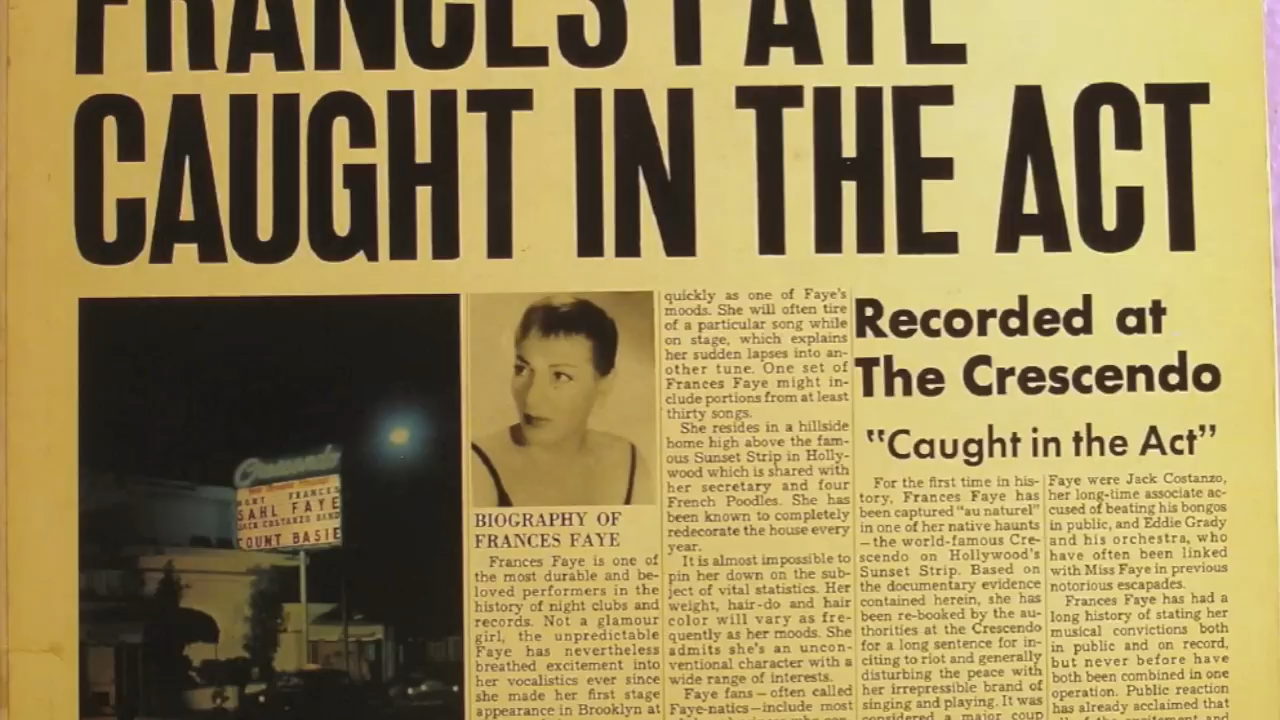 FRANCES FAYE
CAUGHT IN THE ACT
Crescendo
MORT FRANCES
SAHL FAYE
JACK COSTANZO BAND
COUNT BASIE
BIOGRAPHY OF
FRANCES FAYE
Frances Faye is one of
the most durable and be-
loved performers in the
history of night clubs and
records. Not a glamour
girl, the unpredictable
Faye has nevertheless
breathed excitement into
her vocalistics ever since
she made her first stage
appearance in Brooklyn at
quickly as one of Faye's
moods. She will often tire
of a particular song while
on stage, which explains
her sudden lapses into an-
other tune. One set of
Frances Faye might in-
clude portions from at least
thirty songs.
She resides in a hillside
home high above the fam-
ous Sunset Strip in Holly-
wood which is shared with
her secretary and four
French Poodles. She has
been known to completely
redecorate the house every
year.
It is almost impossible to
pin her down on the sub-
ject of vital statistics. Her
weight, hair-do and hair
color will vary as fre-
quently as her moods. She
admits she's an uncon-
ventional character with a
wide range of interests.
Faye fans — often called
Faye-natics — include most
Recorded at
The Crescendo
"Caught in the Act"
For the first time in his-
tory, Frances Faye has
been captured "au naturel"
in one of her native haunts
— the world-famous Cre-
scendo on Hollywood's
Sunset Strip. Based on
the documentary evidence
contained herein, she has
been re-booked by the au-
thorities at the Crescendo
for a long sentence for in-
citing to riot and generally
disturbing the peace with
her irrepressible brand of
singing and playing. It was
considered a major coup
Faye were Jack Costanzo,
her long-time associate ac-
cused of beating his bongos
in public, and Eddie Grady
and his orchestra, who
have often been linked
with Miss Faye in previous
notorious escapades.
Frances Faye has had a
long history of stating her
musical convictions both
in public and on record,
but never before have
both been combined in one
operation. Public reaction
has already acclaimed that